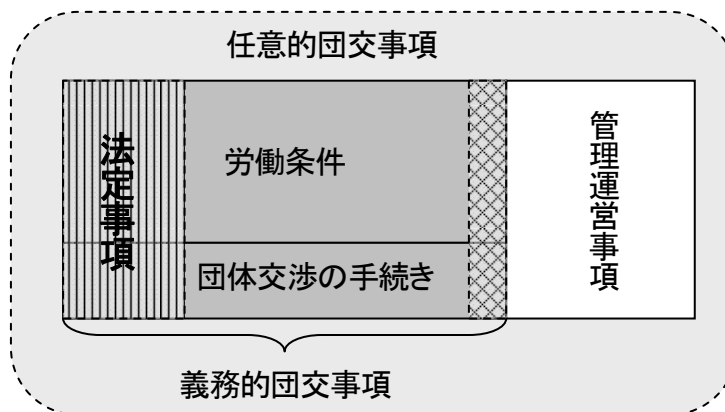 任意的団交事項
法定事項
労働条件
団体交渉の手続き
管理運営事項
義務的団交事項